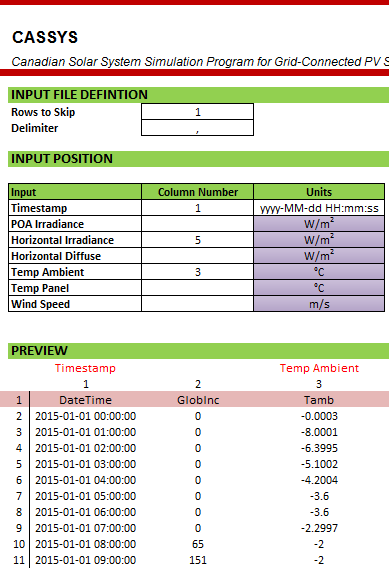 CASSYS
Canadian Solar System Simulation Program for Grid-Connected PV S
INPUT FILE DEFINTION
Rows to Skip 1
Delimiter ,
INPUT POSITION
Input Column Number Units
Timestamp 1 yyyy-MM-dd HH:mm:ss
POA Irradiance W/m²
Horizontal Irradiance 5 W/m²
Horizontal Diffuse W/m²
Temp Ambient 3 °C
Temp Panel °C
Wind Speed m/s
PREVIEW
Timestamp Temp Ambient
1 2 3
1 DateTime GlobInc Tamb
2 2015-01-01 00:00:00 0 -0.0003
3 2015-01-01 01:00:00 0 -8.0001
4 2015-01-01 02:00:00 0 -6.3995
5 2015-01-01 03:00:00 0 -5.1002
6 2015-01-01 04:00:00 0 -4.2004
7 2015-01-01 05:00:00 0 -3.6
8 2015-01-01 06:00:00 0 -3.6
9 2015-01-01 07:00:00 0 -2.2997
10 2015-01-01 08:00:00 65 -2
11 2015-01-01 09:00:00 151 -2